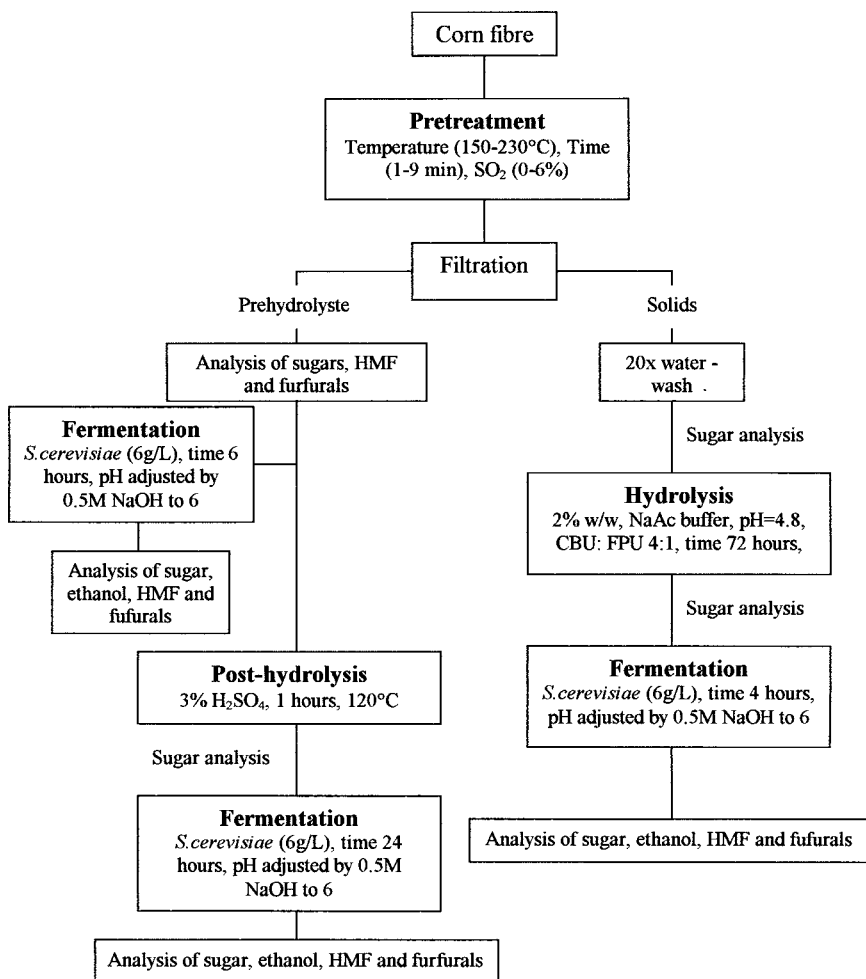 Corn fibre
Pretreatment
Temperature (150-230°C), Time
(1-9 min), SO₂ (0-6%)
Filtration
Prehydrolyste
Solids
Analysis of sugars, HMF
and furfurals
20x water -
wash
Fermentation
S.cerevisiae (6g/L), time 6
hours, pH adjusted by
0.5M NaOH to 6
Sugar analysis
Hydrolysis
2% w/w, NaAc buffer, pH=4.8,
CBU: FPU 4:1, time 72 hours,
Analysis of sugar,
ethanol, HMF and
fufurals
Sugar analysis
Post-hydrolysis
3% H₂SO₄, 1 hours, 120°C
Fermentation
S.cerevisiae (6g/L), time 4 hours,
pH adjusted by 0.5M NaOH to 6
Sugar analysis
Fermentation
S.cerevisiae (6g/L), time 24
hours, pH adjusted by 0.5M
NaOH to 6
Analysis of sugar, ethanol, HMF and fufurals
Analysis of sugar, ethanol, HMF and furfurals